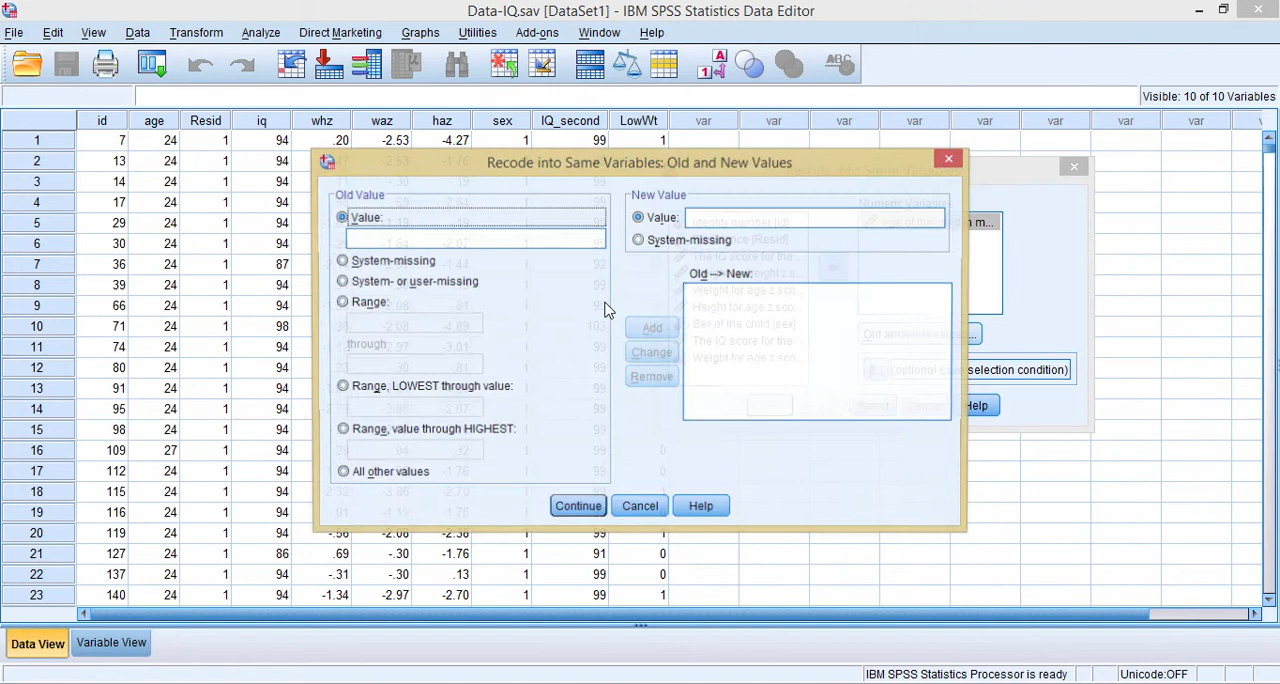 Data-IQ.sav [DataSet1] - IBM SPSS Statistics Data Editor
File Edit View Data Transform Analyze Direct Marketing Graphs Utilities Add-ons Window Help
Visible: 10 of 10 Variables
id age Resid iq whz waz haz sex IQ_second LowWt var var var var var var var var
1 7 24 1 94 .20 -2.53 -4.27 1 99 1
2 13 24 1 94
3 14 24 1 94
4 17 24 1 94
5 29 24 1 94
6 30 24 1 94
7 36 24 1 87
8 39 24 1 94
9 66 24 1 94
10 71 24 1 98
11 74 24 1 94
12 80 24 1 94
13 91 24 1 94
14 95 24 1 94
15 98 24 1 94
16 109 27 1 94 0
17 112 24 1 94 0
18 115 24 1 94 1
19 116 24 1 94
20 119 24 1 94 -.56 -2.08 -2.38 1 99 1
21 127 24 1 86 .69 -.30 -1.76 1 91 0
22 137 24 1 94 -.31 -.30 .13 1 99 0
23 140 24 1 94 -1.34 -2.97 -2.70 1 99 1
Recode into Same Variables: Old and New Values
Old Value
Value:
System-missing
System- or user-missing
Range:
through
Range, LOWEST through value:
Range, value through HIGHEST:
All other values
New Value
Value:
System-missing
Old --> New:
Add
Change
Remove
Continue Cancel Help
(optional case selection condition)
Help
Data View Variable View
IBM SPSS Statistics Processor is ready Unicode:OFF